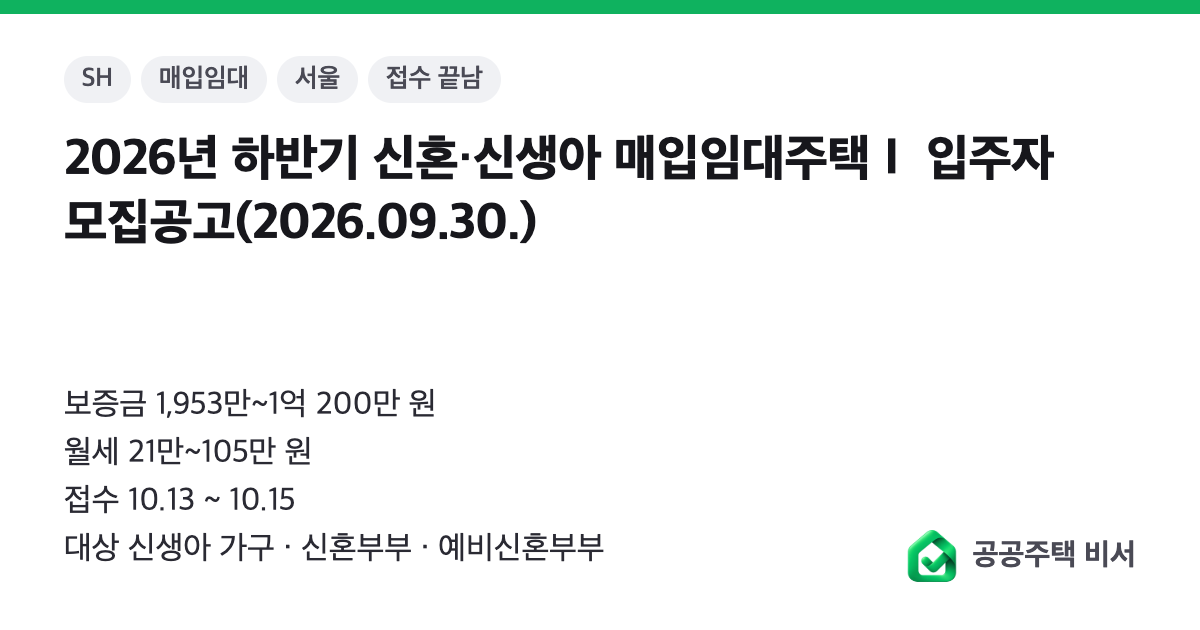 SH 매입임대 서울 접수 끝남
2026년 하반기 신혼·신생아 매입임대주택Ⅰ 입주자
모집공고(2026.09.30.)
보증금 1,953만~1억 200만 원
월세 21만~105만 원
접수 10.13 ~ 10.15
대상 신생아 가구 · 신혼부부 · 예비신혼부부
공공주택 비서